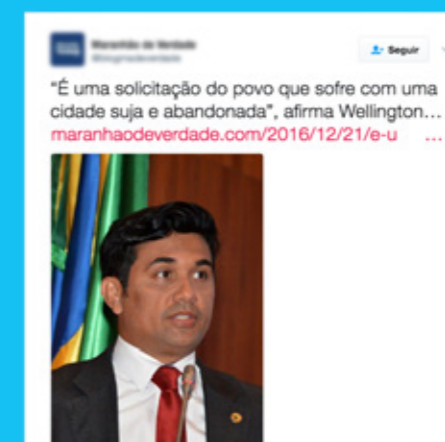 Seguir
"É uma solicitação do povo que sofre com uma
cidade suja e abandonada", afirma Wellington...
maranhaodeverdade.com/2016/12/21/e-u ...